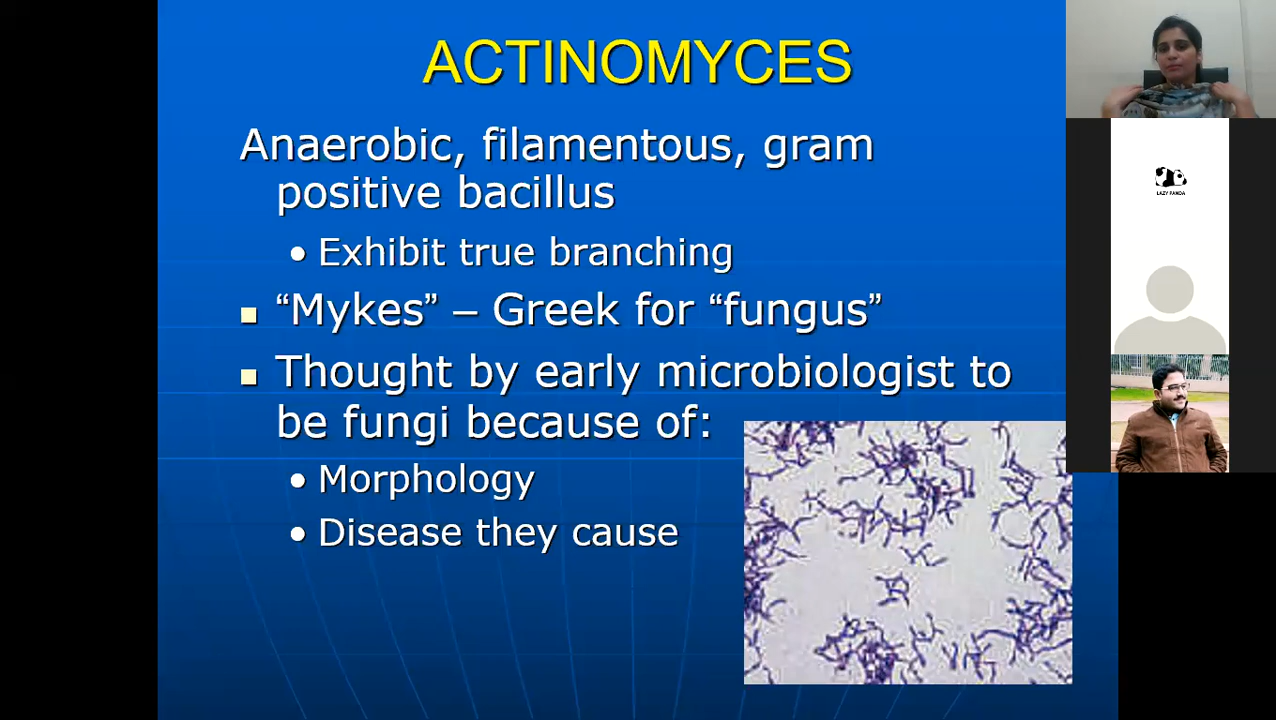 ACTINOMYCES
Anaerobic, filamentous, gram
positive bacillus
• Exhibit true branching
▪ “Mykes” – Greek for “fungus”
▪ Thought by early microbiologist to
be fungi because of:
• Morphology
• Disease they cause
LAZY PANDA